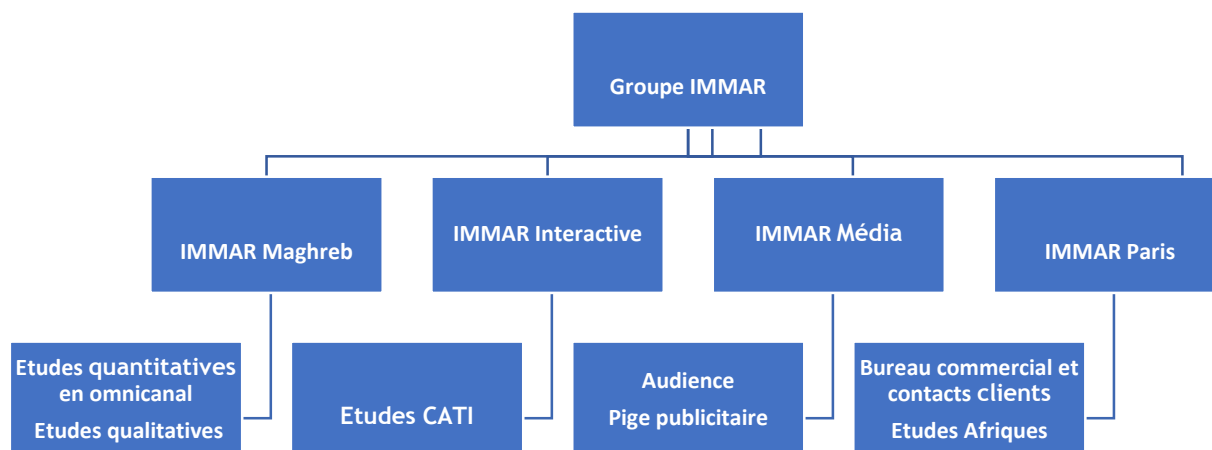 Groupe IMMAR
IMMAR Maghreb
IMMAR Interactive
IMMAR Média
IMMAR Paris
Etudes quantitatives
en omnicanal
Etudes qualitatives
Etudes CATI
Audience
Pige publicitaire
Bureau commercial et
contacts clients
Etudes Afriques